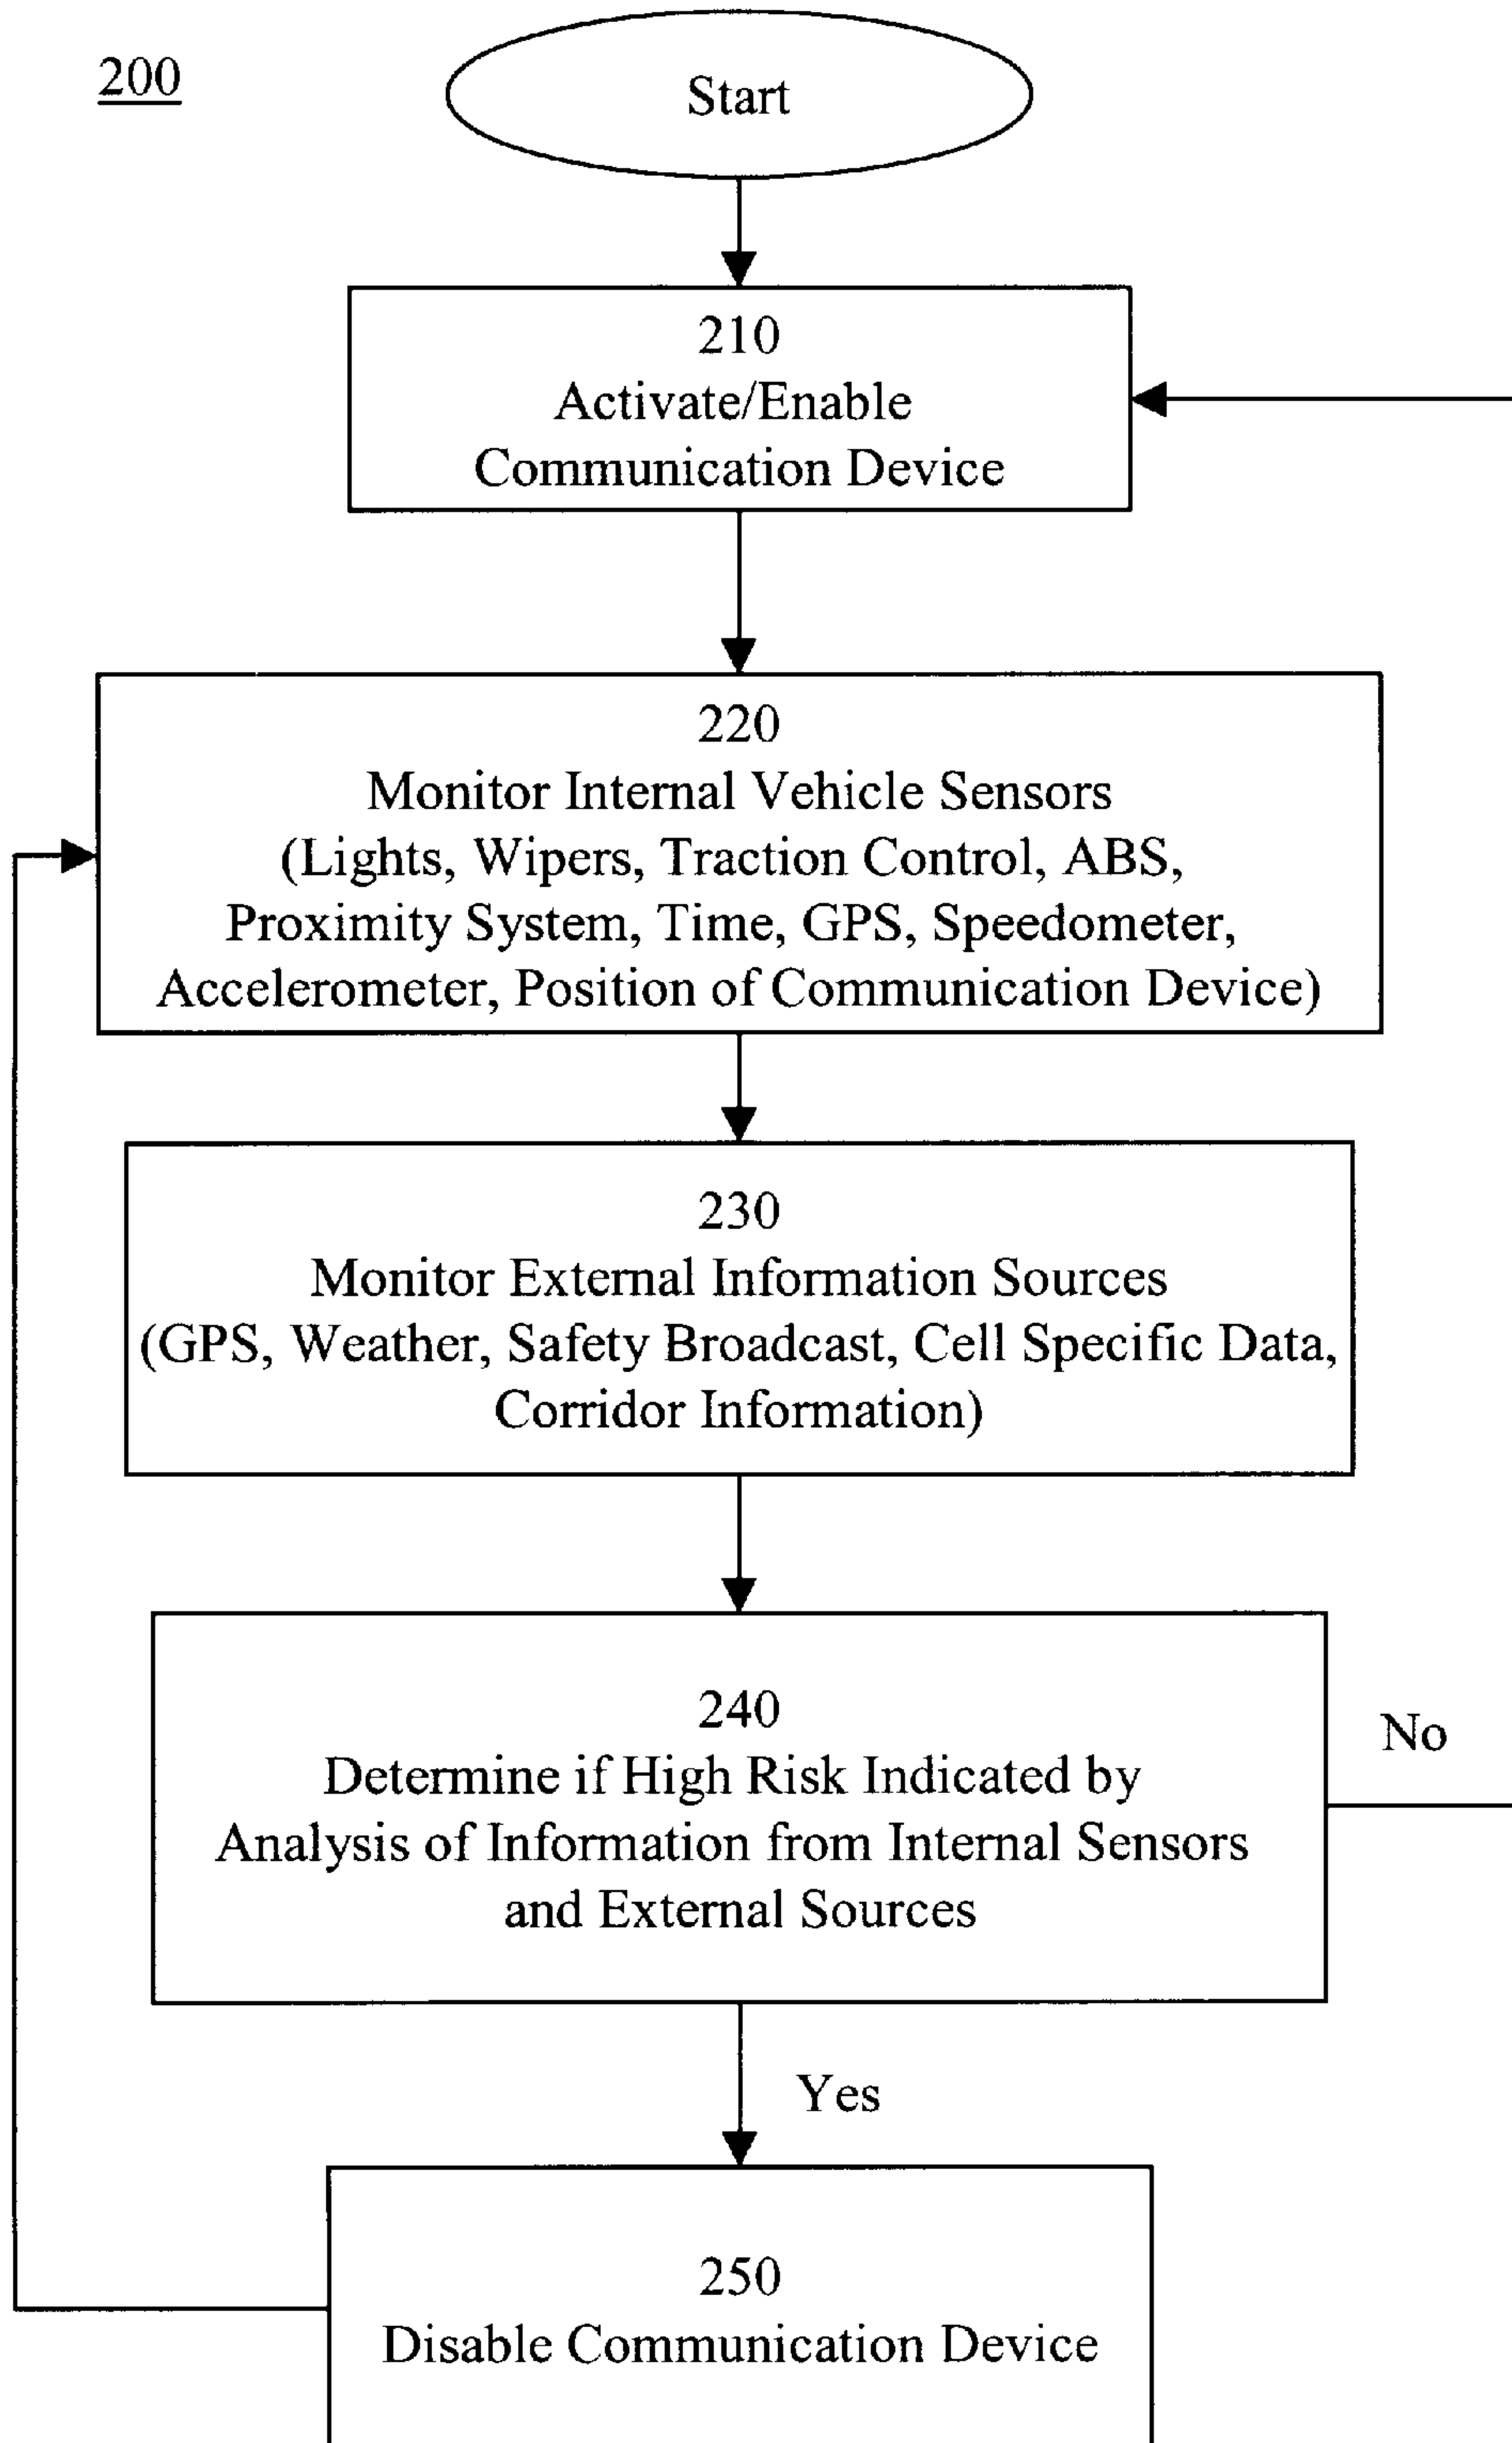 200
Start
210
Activate/Enable
Communication Device
220
Monitor Internal Vehicle Sensors
(Lights, Wipers, Traction Control, ABS,
Proximity System, Time, GPS, Speedometer,
Accelerometer, Position of Communication Device)
230
Monitor External Information Sources
(GPS, Weather, Safety Broadcast, Cell Specific Data,
Corridor Information)
240
Determine if High Risk Indicated by
Analysis of Information from Internal Sensors
and External Sources
No
Yes
250
Disable Communication Device